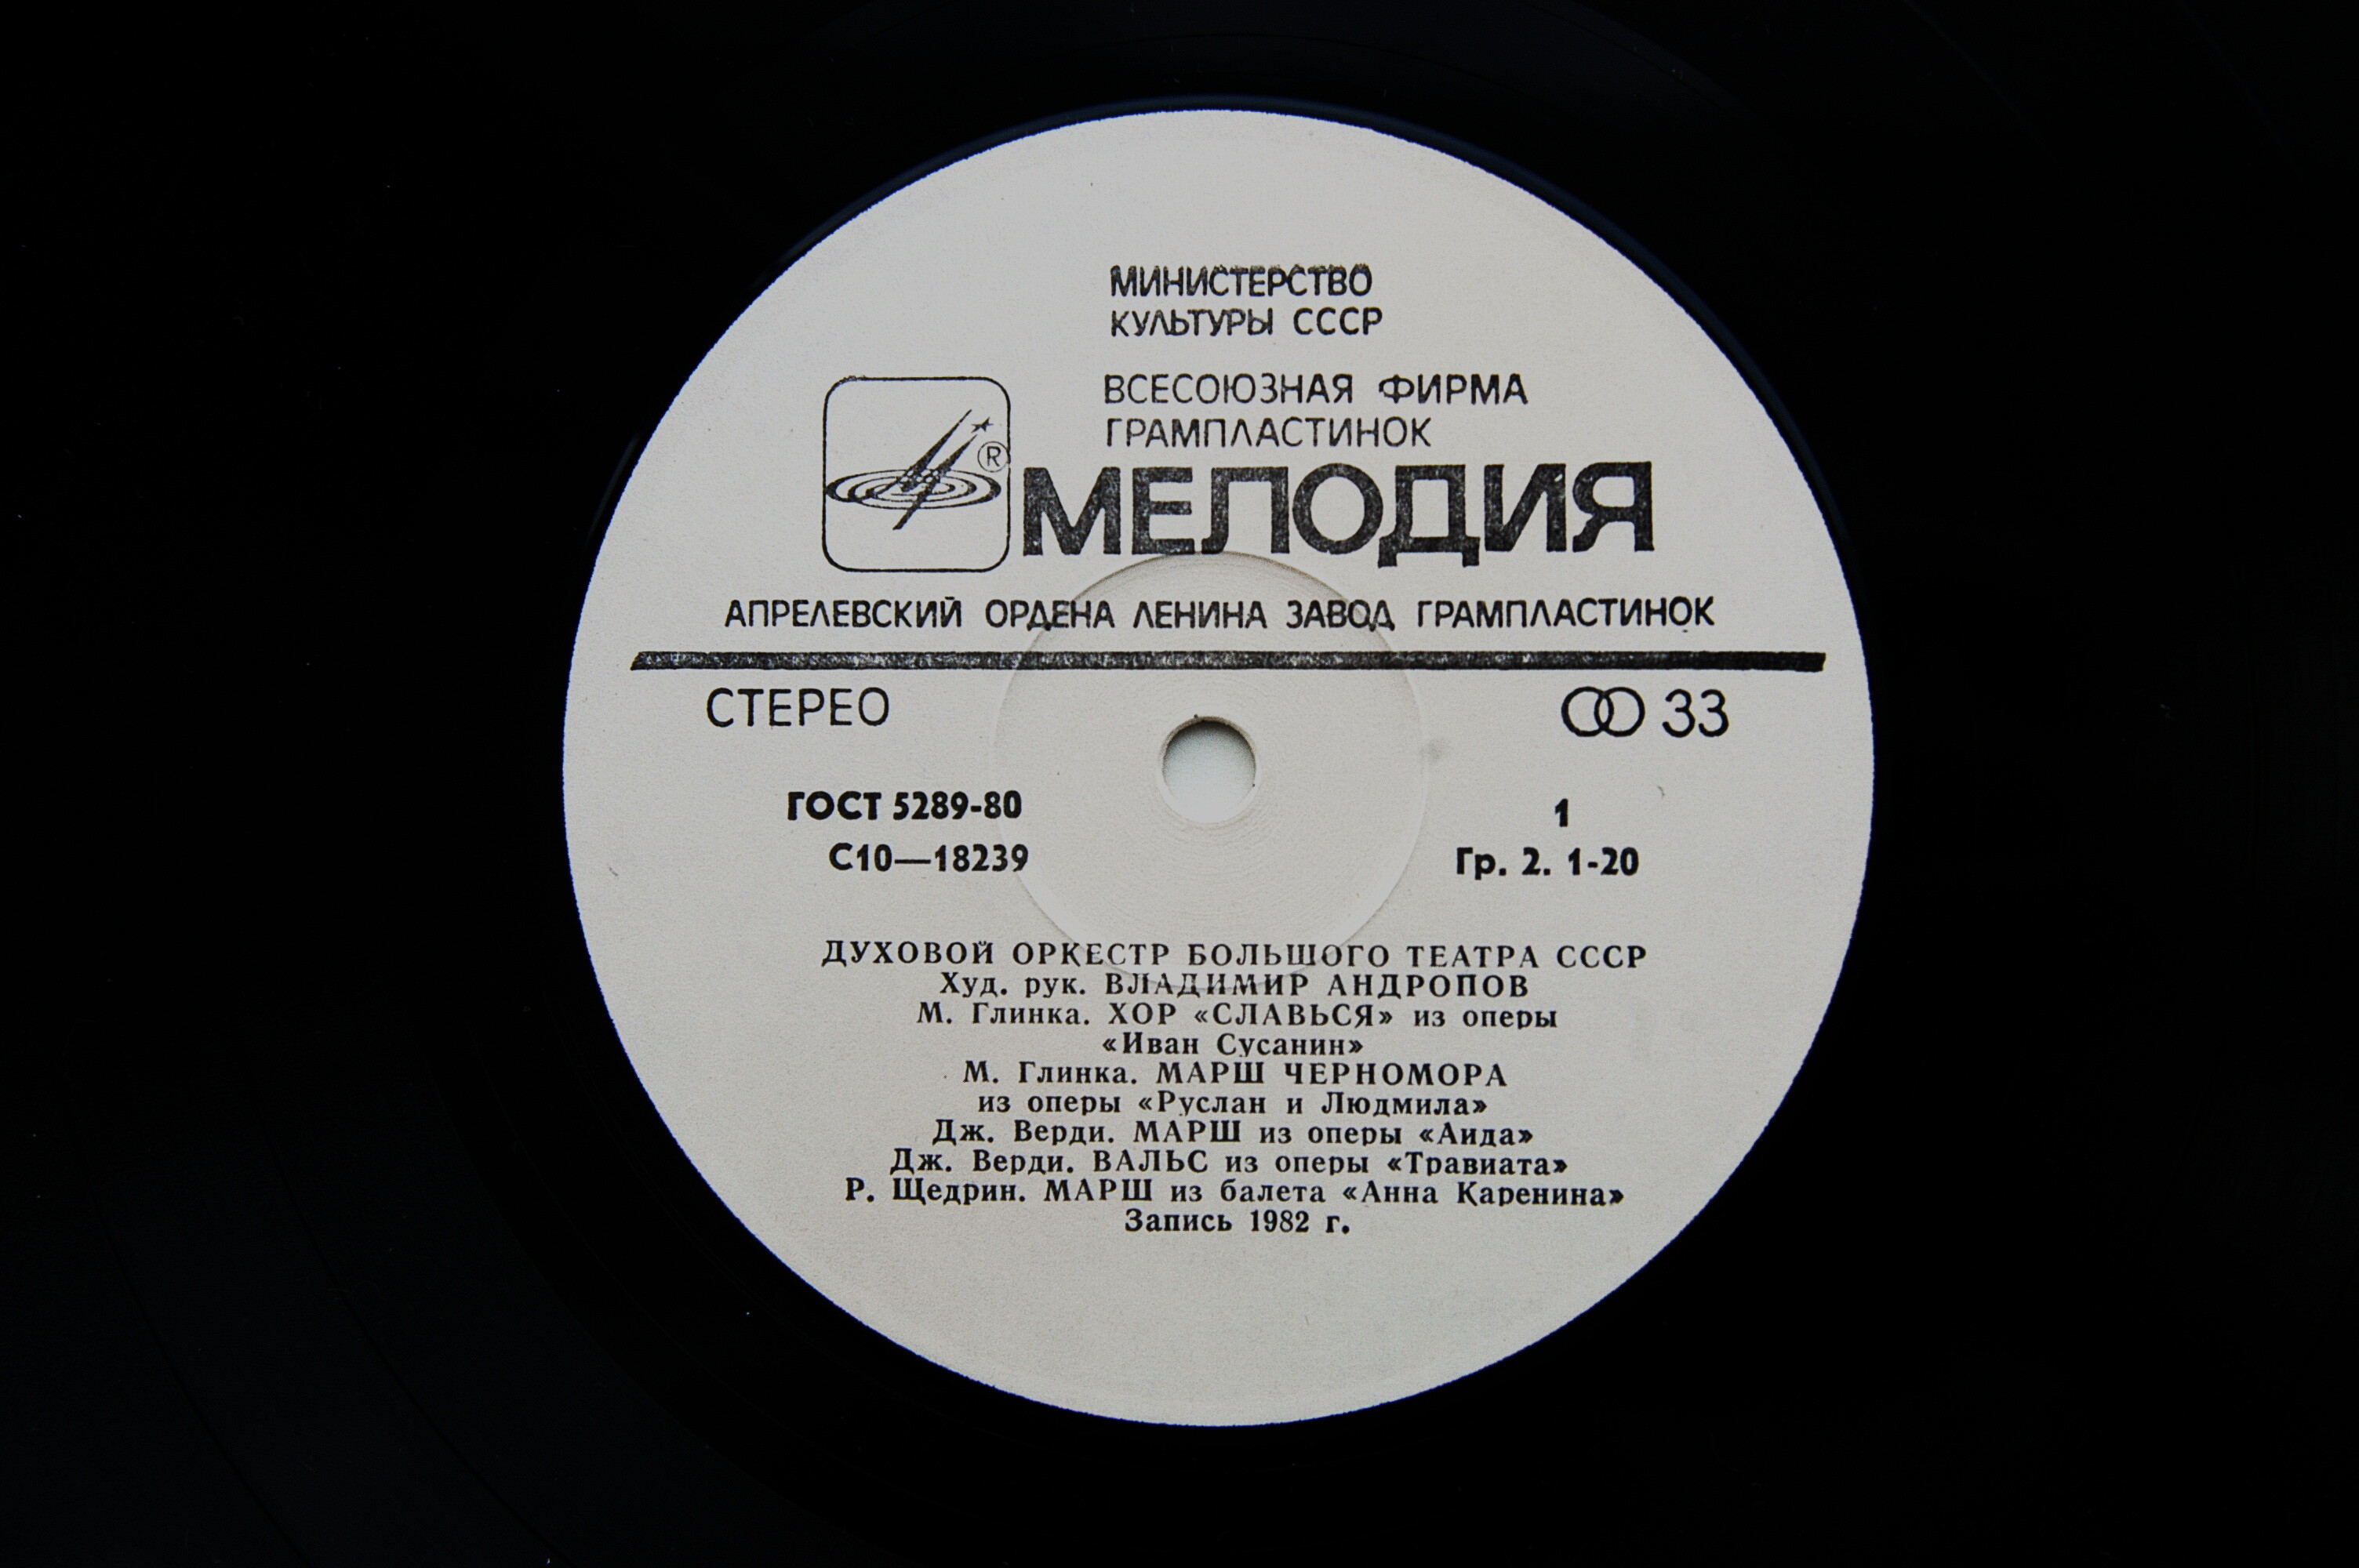 МИНИСТЕРСТВО
КУЛЬТУРЫ СССР
ВСЕСОЮЗНАЯ ФИРМА
ГРАМПЛАСТИНОК
®
МЕЛОДИЯ
АПРЕЛЕВСКИЙ ОРДЕНА ЛЕНИНА ЗАВОД ГРАМПЛАСТИНОК
СТЕРЕО 33
ГОСТ 5289-80 1
С10—18239 Гр. 2. 1-20
ДУХОВОЙ ОРКЕСТР БОЛЬШОГО ТЕАТРА СССР
Худ. рук. ВЛАДИМИР АНДРОПОВ
М. Глинка. ХОР «СЛАВЬСЯ» из оперы
«Иван Сусанин»
М. Глинка. МАРШ ЧЕРНОМОРА
из оперы «Руслан и Людмила»
Дж. Верди. МАРШ из оперы «Аида»
Дж. Верди. ВАЛЬС из оперы «Травиата»
Р. Щедрин. МАРШ из балета «Анна Каренина»
Запись 1982 г.